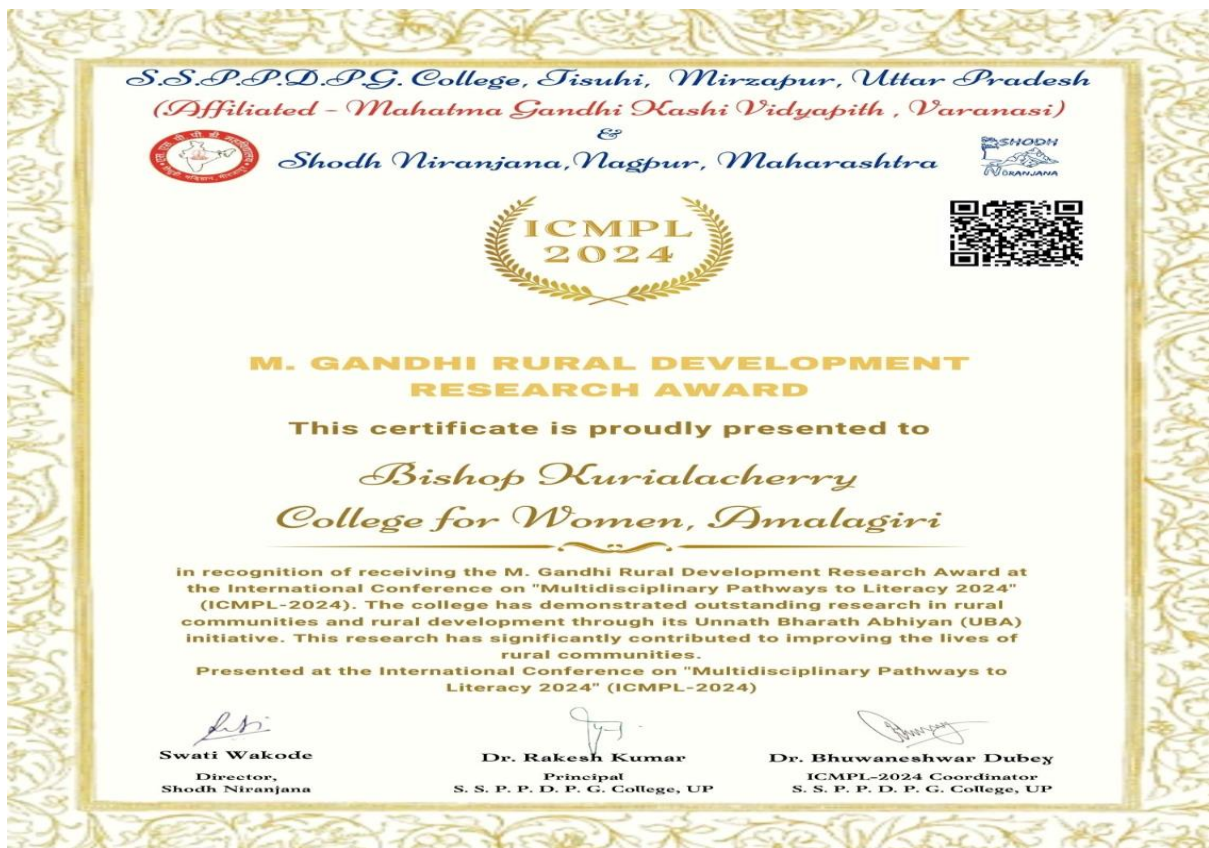 S.S.P.P.D.P.G. College, Tisuhi, Mirzapur, Uttar Pradesh
(Affiliated - Mahatma Gandhi Kashi Vidyapith , Varanasi)
&
Shodh Niranjana,Nagpur, Maharashtra
SHODH
NIRANJANA
ICMPL
2024
M. GANDHI RURAL DEVELOPMENT
RESEARCH AWARD
This certificate is proudly presented to
Bishop Kurialacherry
College for Women, Amalagiri
in recognition of receiving the M. Gandhi Rural Development Research Award at
the International Conference on "Multidisciplinary Pathways to Literacy 2024"
(ICMPL-2024). The college has demonstrated outstanding research in rural
communities and rural development through its Unnath Bharath Abhiyan (UBA)
initiative. This research has significantly contributed to improving the lives of
rural communities.
Presented at the International Conference on "Multidisciplinary Pathways to
Literacy 2024" (ICMPL-2024)
Swati Wakode
Director,
Shodh Niranjana
Dr. Rakesh Kumar
Principal
S. S. P. P. D. P. G. College, UP
Dr. Bhuwaneshwar Dubey
ICMPL-2024 Coordinator
S. S. P. P. D. P. G. College, UP